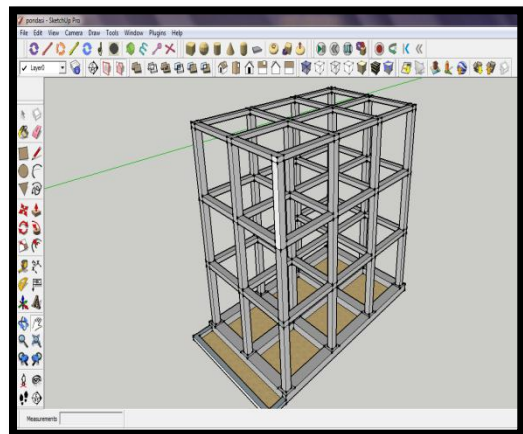 pondasi - SketchUp Pro
File Edit View Camera Draw Tools Window Plugins Help
Layer0
Measurements